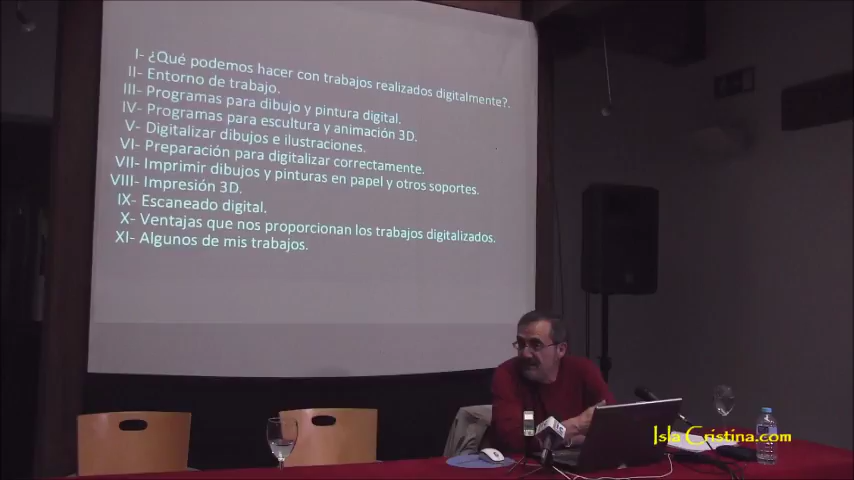 I- ¿Qué podemos hacer con trabajos realizados digitalmente?.
II- Entorno de trabajo.
III- Programas para dibujo y pintura digital.
IV- Programas para escultura y animación 3D.
V- Digitalizar dibujos e ilustraciones.
VI- Preparación para digitalizar correctamente.
VII- Imprimir dibujos y pinturas en papel y otros soportes.
VIII- Impresión 3D.
IX- Escaneado digital.
X- Ventajas que nos proporcionan los trabajos digitalizados.
XI- Algunos de mis trabajos.
Isla Cristina.com